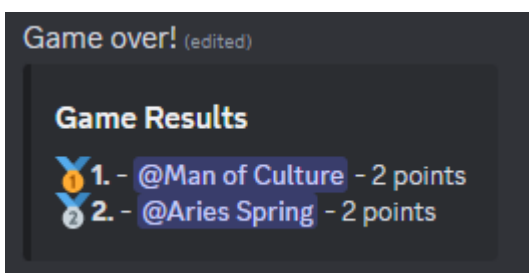 Game over! (edited)
Game Results
🥇1. - @Man of Culture - 2 points
🥈2. - @Aries Spring - 2 points